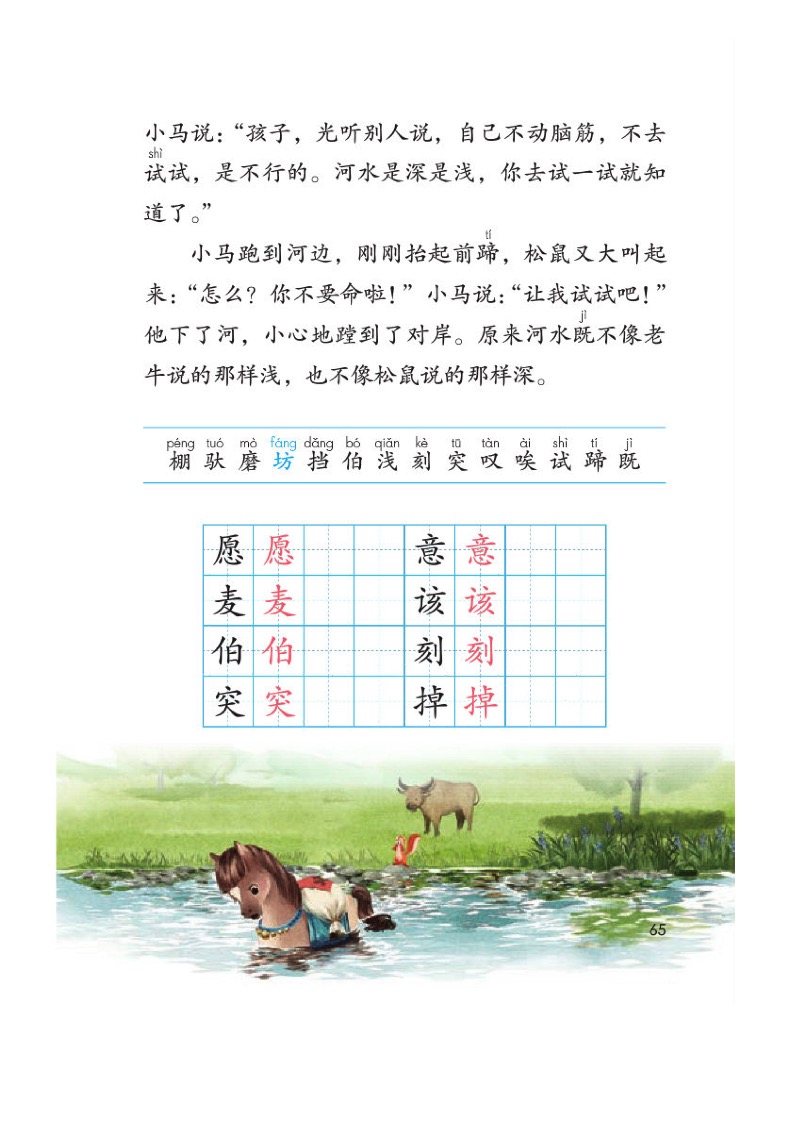 小马说：“孩子，光听别人说，自己不动脑筋，不去
shì
试试，是不行的。河水是深是浅，你去试一试就知
道了。”
tí
小马跑到河边，刚刚抬起前蹄，松鼠又大叫起
来：“怎么？你不要命啦！”小马说：“让我试试吧！”
jì
他下了河，小心地蹚到了对岸。原来河水既不像老
牛说的那样浅，也不像松鼠说的那样深。
péng tuó mò fáng dǎng bó qiǎn kè tū tàn ài shì tí jì
棚 驮 磨 坊 挡 伯 浅 刻 突 叹 唉 试 蹄 既
愿 愿 意 意
麦 麦 该 该
伯 伯 刻 刻
突 突 掉 掉
65